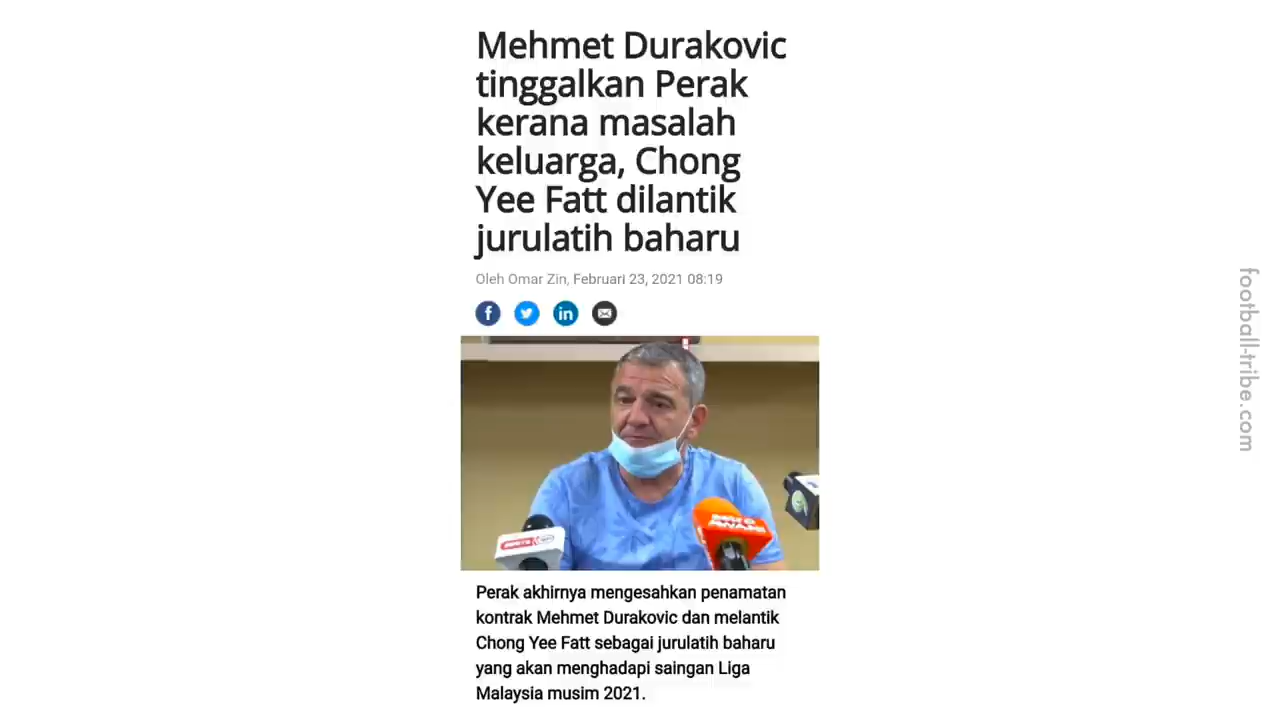 Mehmet Durakovic
tinggalkan Perak
kerana masalah
keluarga, Chong
Yee Fatt dilantik
jurulatih baharu
Oleh Omar Zin, Februari 23, 2021 08:19
Perak akhirnya mengesahkan penamatan
kontrak Mehmet Durakovic dan melantik
Chong Yee Fatt sebagai jurulatih baharu
yang akan menghadapi saingan Liga
Malaysia musim 2021.
football-tribe.com